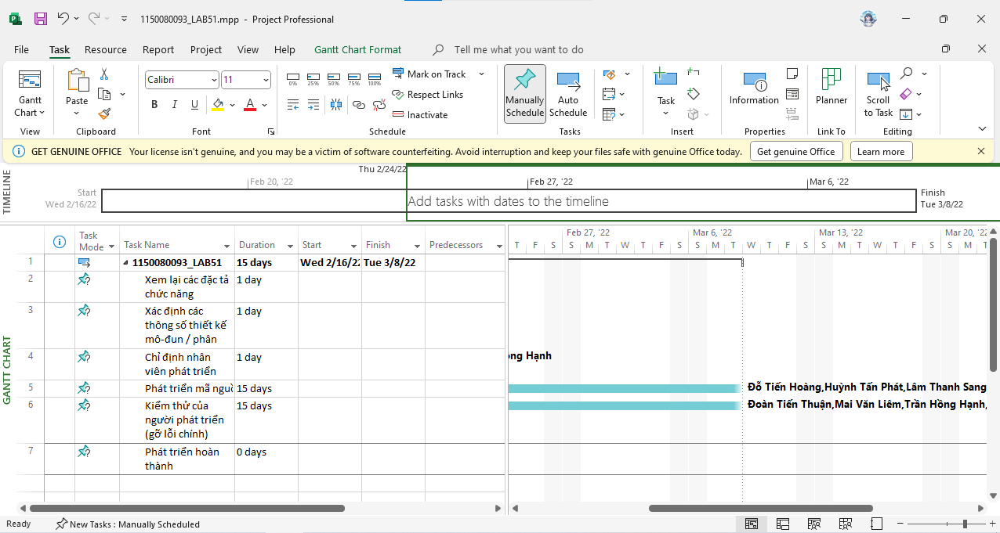 1150080093_LAB51.mpp - Project Professional
File Task Resource Report Project View Help Gantt Chart Format Tell me what you want to do
Gantt
Chart
View
Paste
Clipboard
Calibri 11
B I U A
Font
0% 25% 50% 75% 100%
Mark on Track
Respect Links
Inactivate
Schedule
Manually
Schedule
Auto
Schedule
Tasks
Task
Insert
Information
Properties
Planner
Link To
Scroll
to Task
Editing
GET GENUINE OFFICE Your license isn't genuine, and you may be a victim of software counterfeiting. Avoid interruption and keep your files safe with genuine Office today. Get genuine Office Learn more
TIMELINE
Thu 2/24/22
Feb 20, '22 Feb 27, '22 Mar 6, '22
Start
Wed 2/16/22
Add tasks with dates to the timeline
Finish
Tue 3/8/22
GANTT CHART
Task
Mode Task Name Duration Start Finish Predecessors
1 1150080093_LAB51 15 days Wed 2/16/22 Tue 3/8/22
2 Xem lại các đặc tả 1 day
chức năng
3 Xác định các 1 day
thông số thiết kế
mô-đun / phân
4 Chỉ định nhân 1 day
viên phát triển
5 Phát triển mã nguồ 15 days
6 Kiểm thử của 15 days
người phát triển
(gỡ lỗi chính)
7 Phát triển hoàn 0 days
thành
Feb 27, '22 Mar 6, '22 Mar 13, '22 Mar 20, '22
T F S S M T W T F S S M T W T F S S M T W T F S S M T
ồng Hạnh
Đỗ Tiến Hoàng,Huỳnh Tấn Phát,Lâm Thanh Sang
Đoàn Tiến Thuận,Mai Văn Liêm,Trần Hồng Hạnh,
Ready New Tasks : Manually Scheduled